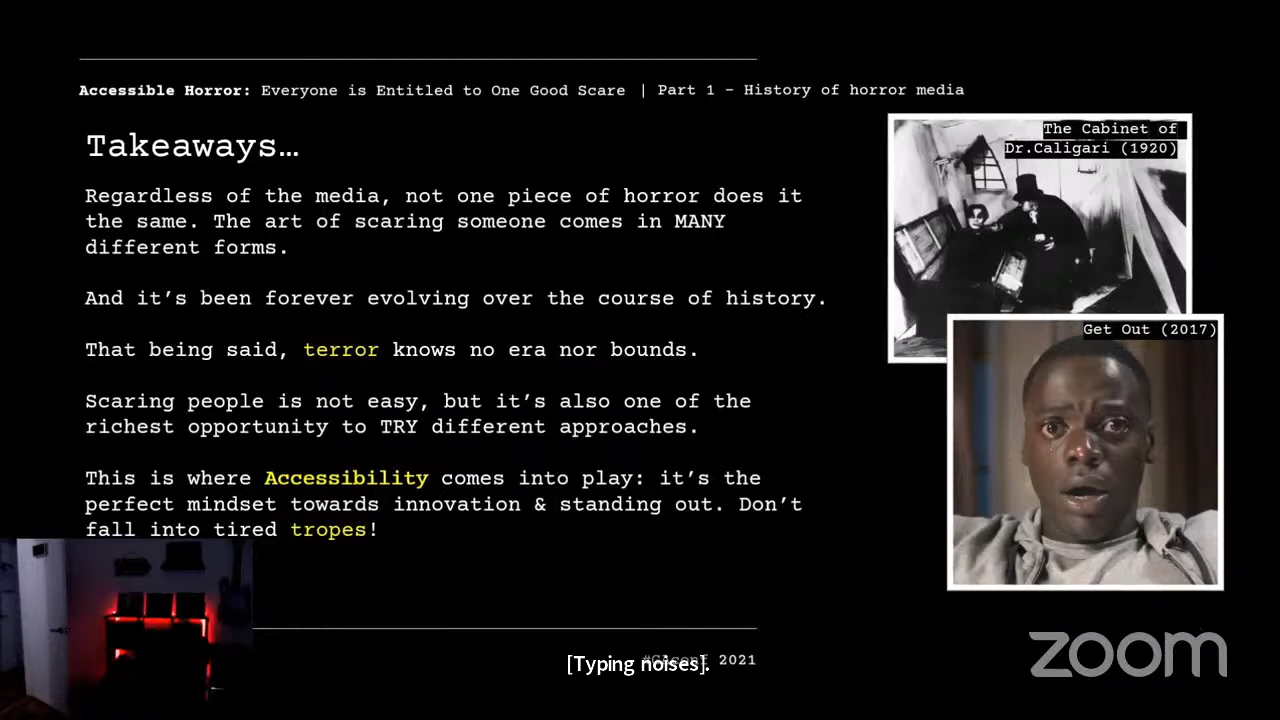 Accessible Horror: Everyone is Entitled to One Good Scare | Part 1 – History of horror media
Takeaways…
Regardless of the media, not one piece of horror does it
the same. The art of scaring someone comes in MANY
different forms.
And it’s been forever evolving over the course of history.
That being said, terror knows no era nor bounds.
Scaring people is not easy, but it’s also one of the
richest opportunity to TRY different approaches.
This is where Accessibility comes into play: it’s the
perfect mindset towards innovation & standing out. Don’t
fall into tired tropes!
The Cabinet of
Dr.Caligari (1920)
Get Out (2017)
2021
[Typing noises].
zoom